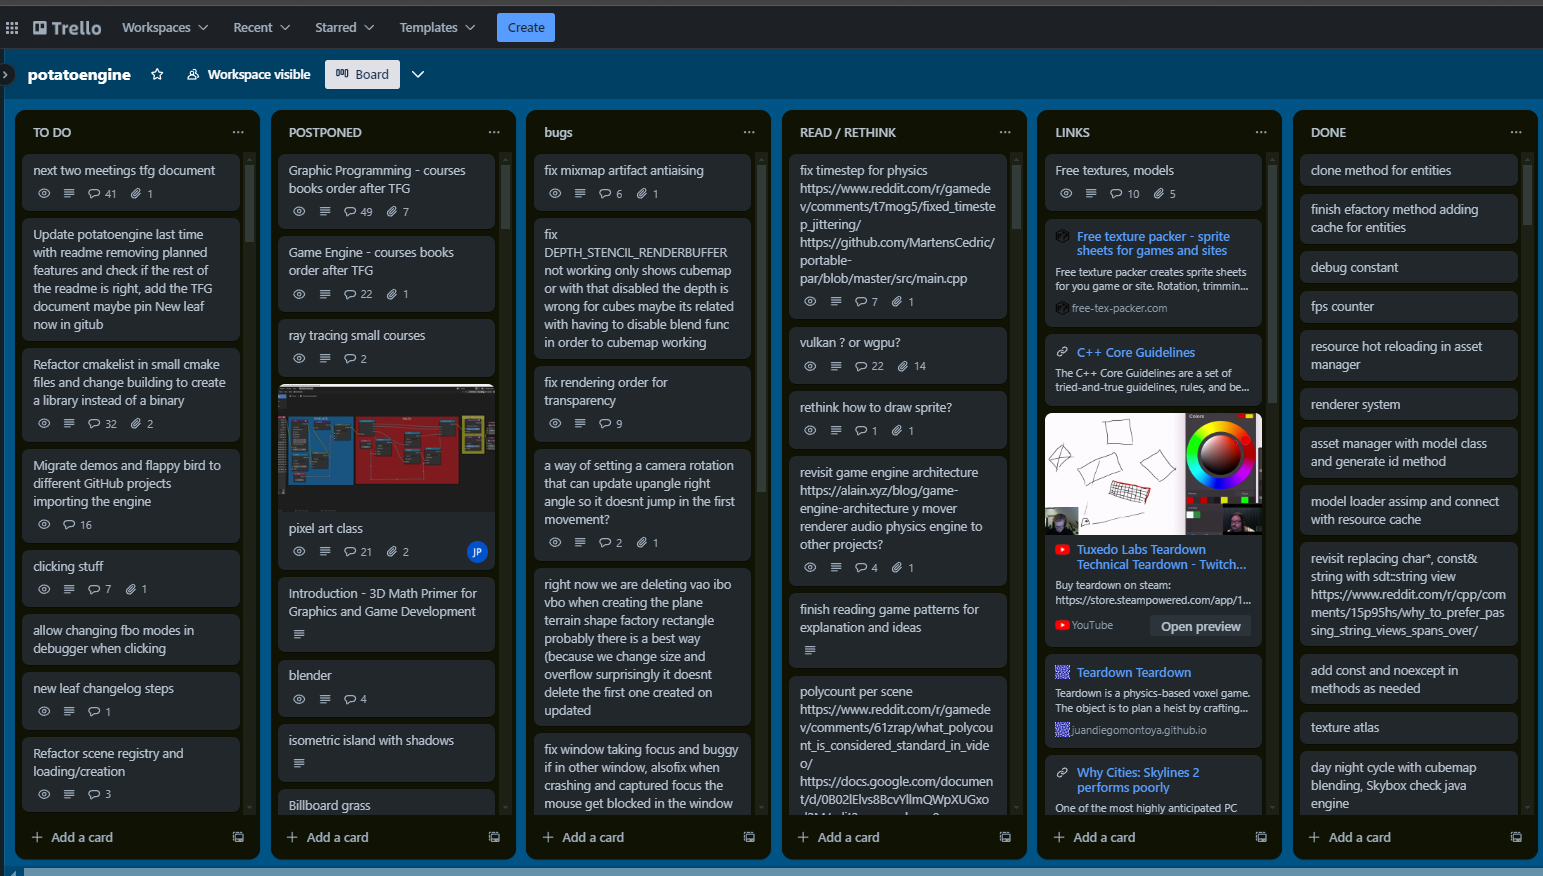 Trello
Workspaces
Recent
Starred
Templates
Create
potatoengine
Workspace visible
Board
TO DO
next two meetings tfg document
41
1
Update potatoengine last time
with readme removing planned
features and check if the rest of
the readme is right, add the TFG
document maybe pin New leaf
now in gitub
Refactor cmakelist in small cmake
files and change building to create
a library instead of a binary
32
2
Migrate demos and flappy bird to
different GitHub projects
importing the engine
16
clicking stuff
7
1
allow changing fbo modes in
debugger when clicking
new leaf changelog steps
1
Refactor scene registry and
loading/creation
3
Add a card
POSTPONED
Graphic Programming - courses
books order after TFG
49
7
Game Engine - courses books
order after TFG
22
1
ray tracing small courses
2
pixel art class
21
2
JP
Introduction - 3D Math Primer for
Graphics and Game Development
blender
4
isometric island with shadows
Billboard grass
Add a card
bugs
fix mixmap artifact antiaising
6
1
fix
DEPTH_STENCIL_RENDERBUFFER
not working only shows cubemap
or with that disabled the depth is
wrong for cubes maybe its related
with having to disable blend func
in order to cubemap working
fix rendering order for
transparency
9
a way of setting a camera rotation
that can update upangle right
angle so it doesnt jump in the first
movement?
2
1
right now we are deleting vao ibo
vbo when creating the plane
terrain shape factory rectangle
probably there is a best way
(because we change size and
overflow surprisingly it doesnt
delete the first one created on
updated
fix window taking focus and buggy
if in other window, alsofix when
crashing and captured focus the
mouse get blocked in the window
Add a card
READ / RETHINK
fix timestep for physics
https://www.reddit.com/r/gamede
v/comments/t7mog5/fixed_timeste
p_jittering/
https://github.com/MartensCedric/
portable-
par/blob/master/src/main.cpp
7
1
vulkan ? or wgpu?
22
14
rethink how to draw sprite?
1
1
revisit game engine architecture
https://alain.xyz/blog/game-
engine-architecture y mover
renderer audio physics engine to
other projects?
4
1
finish reading game patterns for
explanation and ideas
polycount per scene
https://www.reddit.com/r/gamede
v/comments/61zrap/what_polycou
nt_is_considered_standard_in_vide
o/
https://docs.google.com/documen
t/d/0B02lElvs8BcvYllmQWpXUGxo
Add a card
LINKS
Free textures, models
10
5
Free texture packer - sprite
sheets for games and sites
Free texture packer creates sprite sheets
for you game or site. Rotation, trimmin...
free-tex-packer.com
C++ Core Guidelines
The C++ Core Guidelines are a set of
tried-and-true guidelines, rules, and be...
Colors
Tuxedo Labs Teardown
Technical Teardown - Twitch...
Buy teardown on steam:
https://store.steampowered.com/app/1...
YouTube
Open preview
Teardown Teardown
Teardown is a physics-based voxel game.
The object is to plan a heist by crafting...
juandiegomontoya.github.io
Why Cities: Skylines 2
performs poorly
One of the most highly anticipated PC
Add a card
DONE
clone method for entities
finish efactory method adding
cache for entities
debug constant
fps counter
resource hot reloading in asset
manager
renderer system
asset manager with model class
and generate id method
model loader assimp and connect
with resource cache
revisit replacing char*, const&
string with sdt::string view
https://www.reddit.com/r/cpp/com
ments/15p95hs/why_to_prefer_pas
sing_string_views_spans_over/
add const and noexcept in
methods as needed
texture atlas
day night cycle with cubemap
blending, Skybox check java
engine
Add a card